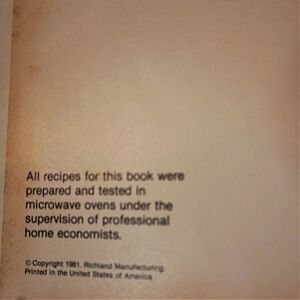 All recipes for this book were
prepared and tested in
microwave ovens under the
supervision of professional
home economists.
© Copyright 1981, Richland Manufacturing
Printed in the United States of America